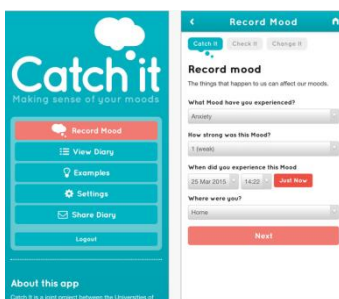 Catch it
Making sense of your moods
Record Mood
View Diary
Examples
Settings
Share Diary
Logout
About this app
Catch It is a joint project between the Universities of
Record Mood
Catch It
Check It
Change It
Record mood
The things that happen to us can affect our moods.
What Mood have you experienced?
Anxiety
How strong was this Mood?
1 (weak)
When did you experience this Mood
25 Mar 2015
14:22
Just Now
Where were you?
Home
Next